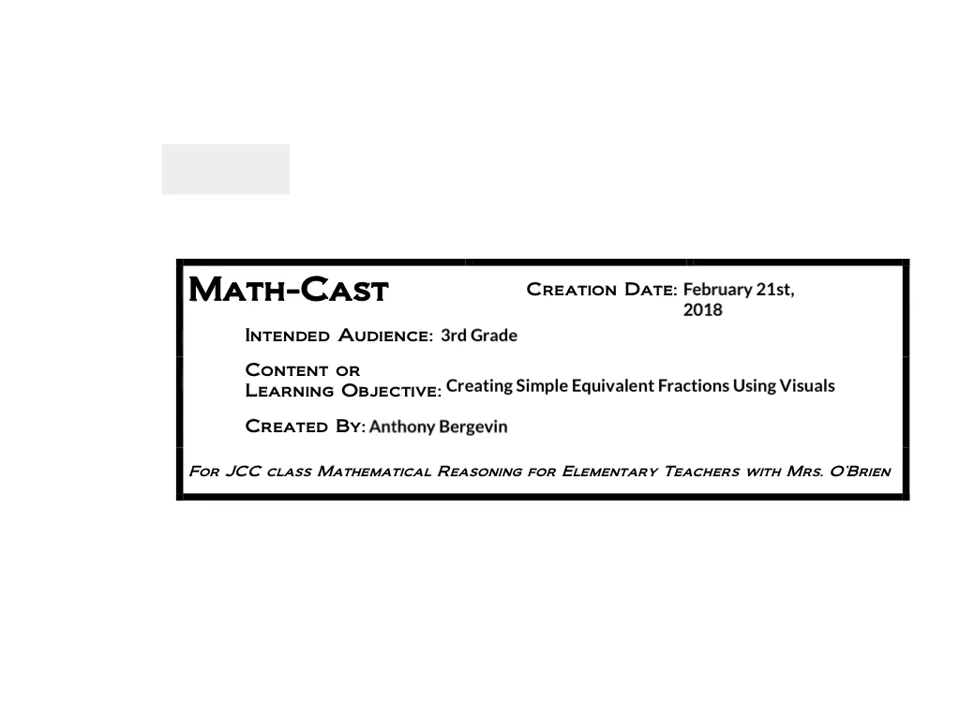 Math-Cast
Creation Date: February 21st,
2018
Intended Audience: 3rd Grade
Content or
Learning Objective: Creating Simple Equivalent Fractions Using Visuals
Created By: Anthony Bergevin
For JCC class Mathematical Reasoning for Elementary Teachers with Mrs. O'Brien